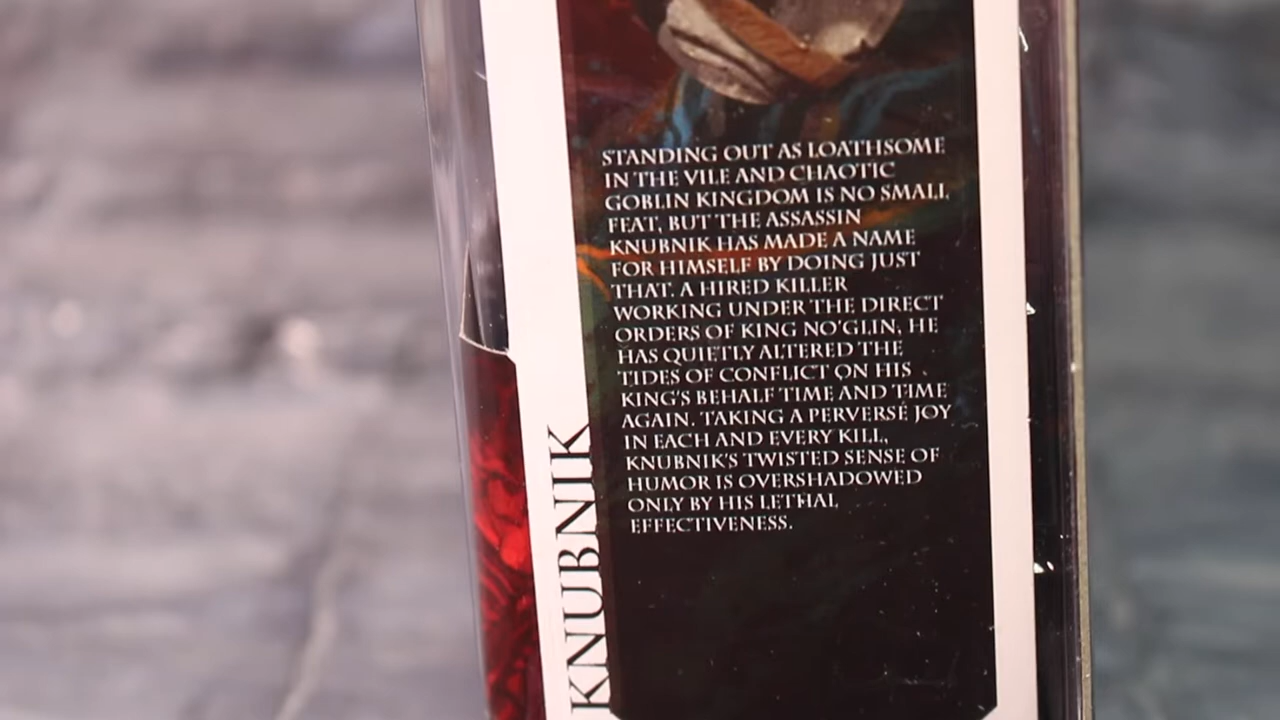 STANDING OUT AS LOATHSOME
IN THE VILE AND CHAOTIC
GOBLIN KINGDOM IS NO SMALL
FEAT, BUT THE ASSASSIN
KNUBNIK HAS MADE A NAME
FOR HIMSELF BY DOING JUST
THAT. A HIRED KILLER
WORKING UNDER THE DIRECT
ORDERS OF KING NO'GLIN, HE
HAS QUIETLY ALTERED THE
TIDES OF CONFLICT ON HIS
KING'S BEHALF TIME AND TIME
AGAIN. TAKING A PERVERSE JOY
IN EACH AND EVERY KILL,
KNUBNIK'S TWISTED SENSE OF
HUMOR IS OVERSHADOWED
ONLY BY HIS LETHAL
EFFECTIVENESS.
KNUBNIK